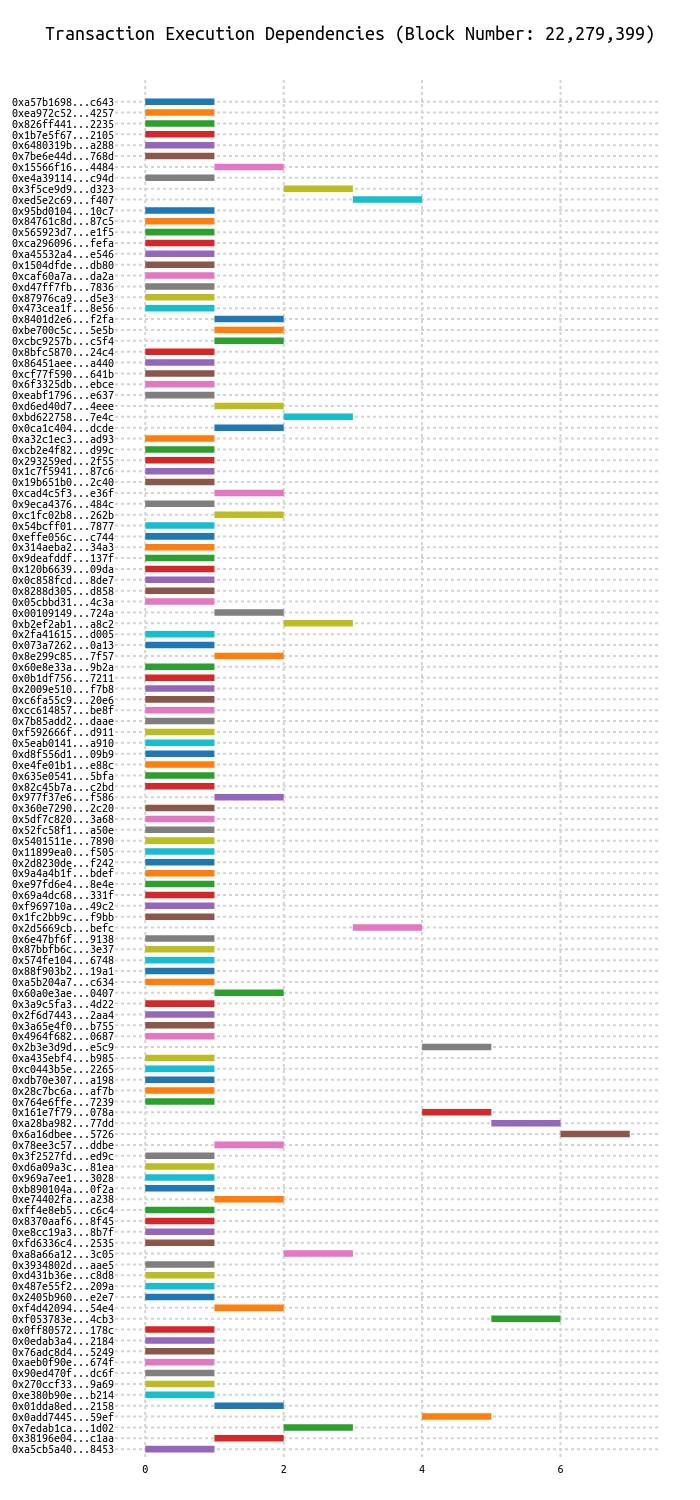 Transaction Execution Dependencies (Block Number: 22,279,399)
0xa57b1698...c643
0xea972c52...4257
0x826ff441...2235
0x1b7e5f67...2105
0x6480319b...a288
0x7be6e44d...768d
0x15566f16...4484
0xe4a39114...c94d
0x3f5ce9d9...d323
0xed5e2c69...f407
0x95bd0104...10c7
0x84761c8d...87c5
0x565923d7...e1f5
0xca296096...fefa
0xa45532a4...e546
0x1504dfde...db80
0xcaf60a7a...da2a
0xd47ff7fb...7836
0x87976ca9...d5e3
0x473cea1f...8e56
0x8401d2e6...f2fa
0xbe700c5c...5e5b
0xcbc9257b...c5f4
0x8bfc5870...24c4
0x86451aee...a440
0xcf77f590...641b
0x6f3325db...ebce
0xeabf1796...e637
0xd6ed40d7...4eee
0xbd622758...7e4c
0x0ca1c404...dcde
0xa32c1ec3...ad93
0xcb2e4f82...d99c
0x293259ed...2f55
0x1c7f5941...87c6
0x19b651b0...2c40
0xcad4c5f3...e36f
0x9eca4376...484c
0xc1fc02b8...262b
0x54bcff01...7877
0xeffe056c...c744
0x314aeba2...34a3
0x9deafddf...137f
0x120b6639...09da
0x0c858fcd...8de7
0x8288d305...d858
0x05cbbd31...4c3a
0x00109149...724a
0xb2ef2ab1...a8c2
0x2fa41615...d005
0x073a7262...0a13
0x8e299c85...7f57
0x60e8e33a...9b2a
0x0b1df756...7211
0x2009e510...f7b8
0xc6fa55c9...20e6
0xcc614857...be8f
0x7b85add2...daae
0xf592666f...d911
0x5eab0141...a910
0xd8f556d1...09b9
0xe4fe01b1...e88c
0x635e0541...5bfa
0x82c45b7a...c2bd
0x977f37e6...f586
0x360e7290...2c20
0x5df7c820...3a68
0x52fc58f1...a50e
0x5401511e...7890
0x11899ea0...f505
0x2d8230de...f242
0x9a4a4b1f...bdef
0xe97fd6e4...8e4e
0x69a4dc68...331f
0xf969710a...49c2
0x1fc2bb9c...f9bb
0x2d5669cb...befc
0x6e47bf6f...9138
0x87bbfb6c...3e37
0x574fe104...6748
0x88f903b2...19a1
0xa5b204a7...c634
0x60a0e3ae...0407
0x3a9c5fa3...4d22
0x2f6d7443...2aa4
0x3a65e4f0...b755
0x4964f682...0687
0x2b3e3d9d...e5c9
0xa435ebf4...b985
0xc0443b5e...2265
0xdb70e307...a198
0x28c7bc6a...af7b
0x764e6ffe...7239
0x161e7f79...078a
0xa28ba982...77dd
0x6a16dbee...5726
0x78ee3c57...ddbe
0x3f2527fd...ed9c
0xd6a09a3c...81ea
0x969a7ee1...3028
0xb890104a...0f2a
0xe74402fa...a238
0xff4e8eb5...c6c4
0x8370aaf6...8f45
0xe8cc19a3...8b7f
0xfd6336c4...2535
0xa8a66a12...3c05
0x3934802d...aae5
0xd431b36e...c8d8
0x487e55f2...209a
0x2405b960...e2e7
0xf4d42094...54e4
0xf053783e...4cb3
0x0ff80572...178c
0x0edab3a4...2184
0x76adc8d4...5249
0xaeb0f90e...674f
0x90ed470f...dc6f
0x270ccf33...9a69
0xe380b90e...b214
0x01dda8ed...2158
0x0add7445...59ef
0x7edab1ca...1d02
0x38196e04...c1aa
0xa5cb5a40...8453
0 2 4 6